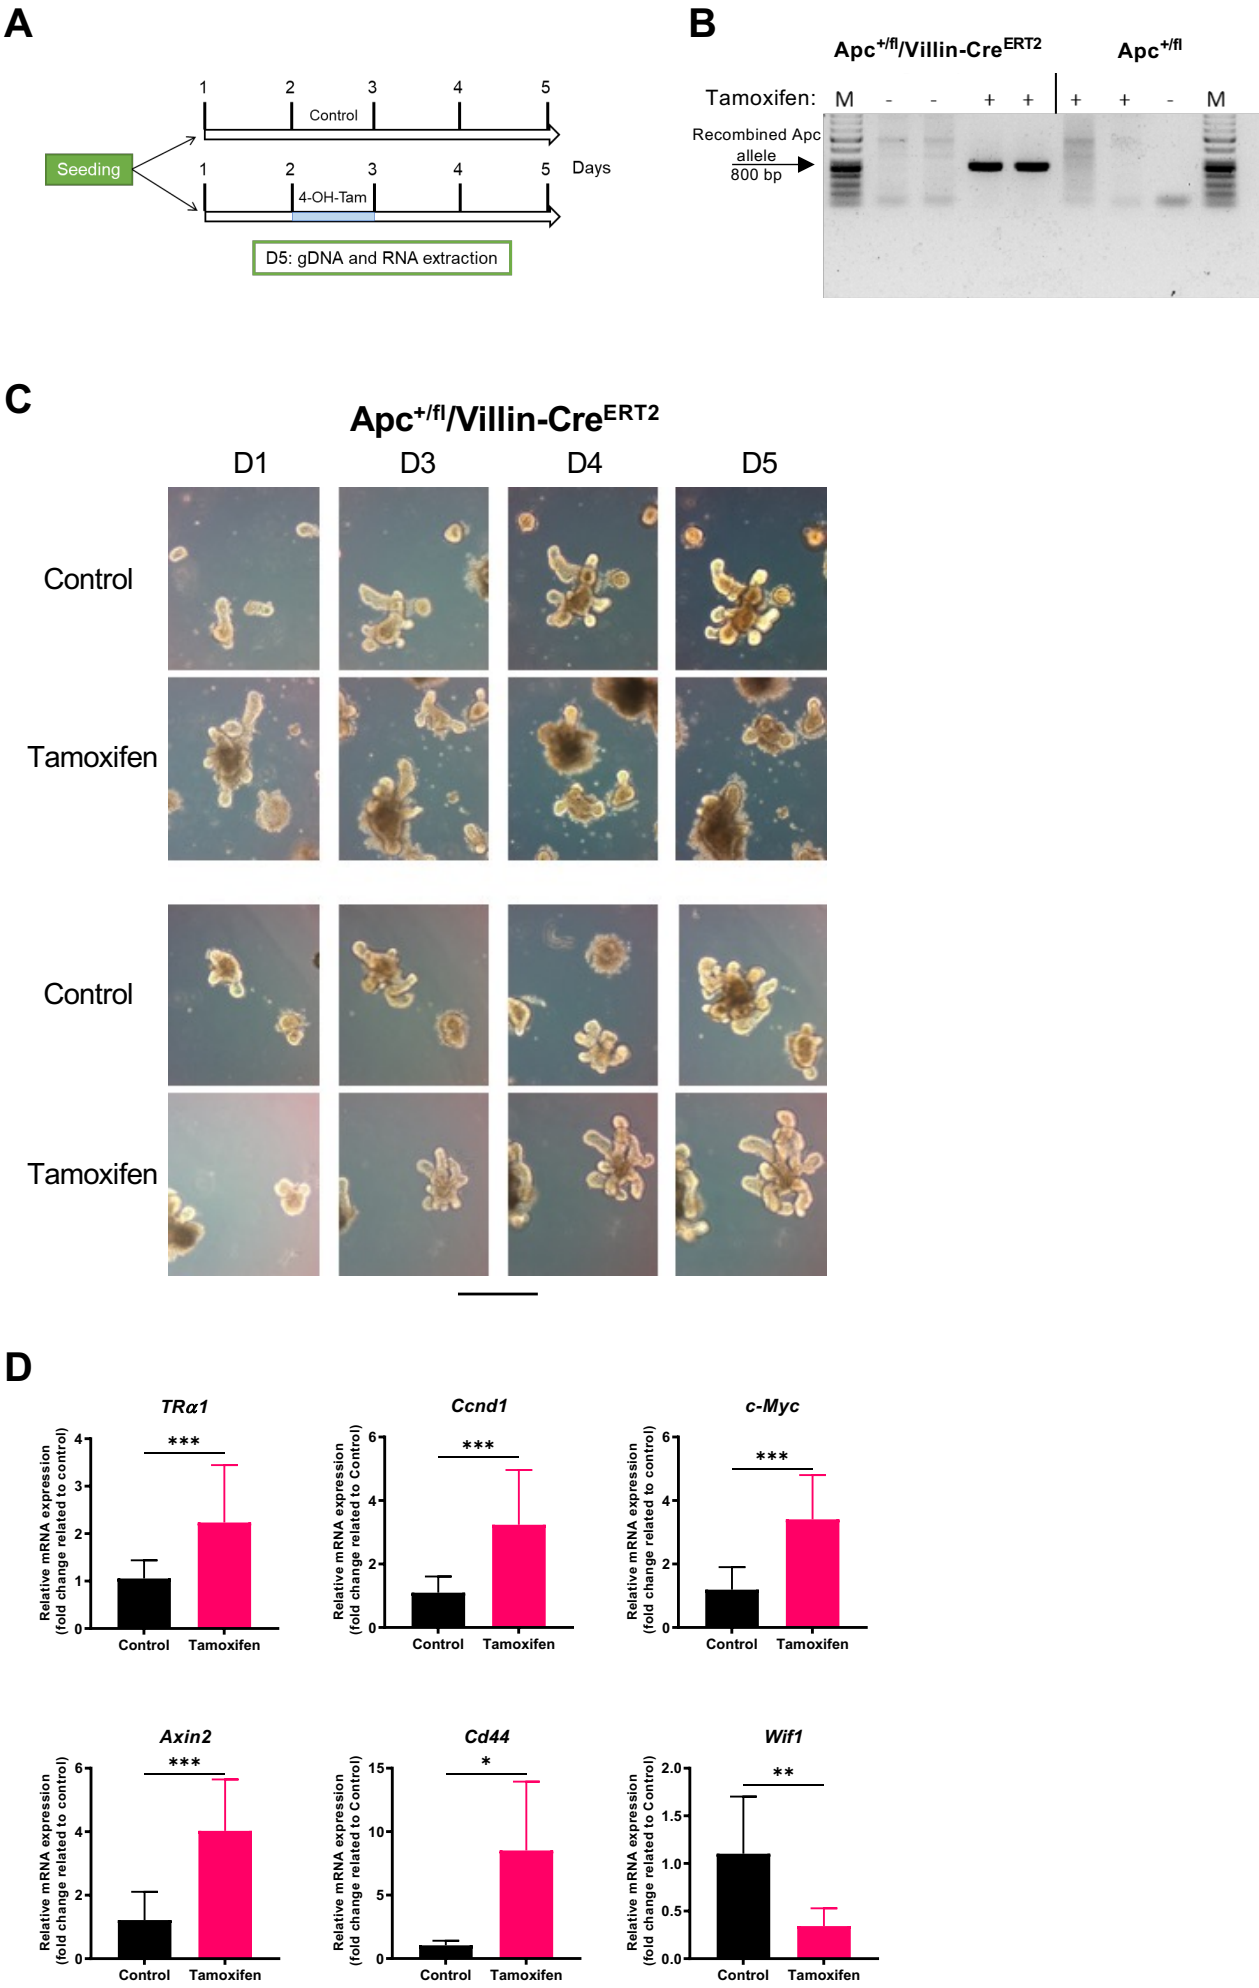 A
1 2 3 4 5
Control
Seeding
1 2 3 4 5 Days
4-OH-Tam
D5: gDNA and RNA extraction
B
Apc+/fl/Villin-CreERT2 Apc+/fl
Tamoxifen: M - - + + + + - M
Recombined Apc
allele
800 bp
C
Apc+/fl/Villin-CreERT2
D1 D3 D4 D5
Control
Tamoxifen
Control
Tamoxifen
D
TRα1
Relative mRNA expression
(fold change related to control)
4
3
2
1
0
***
Control Tamoxifen
Ccnd1
Relative mRNA expression
(fold change related to Control)
6
4
2
0
***
Control Tamoxifen
c-Myc
Relative mRNA expression
(fold change related to control)
6
4
2
0
***
Control Tamoxifen
Axin2
Relative mRNA expression
(fold change related to control)
6
4
2
0
***
Control Tamoxifen
Cd44
Relative mRNA expression
(fold change related to Control)
15
10
5
0
*
Control Tamoxifen
Wif1
Relative mRNA expression
(fold change related to Control)
2.0
1.5
1.0
0.5
0.0
**
Control Tamoxifen